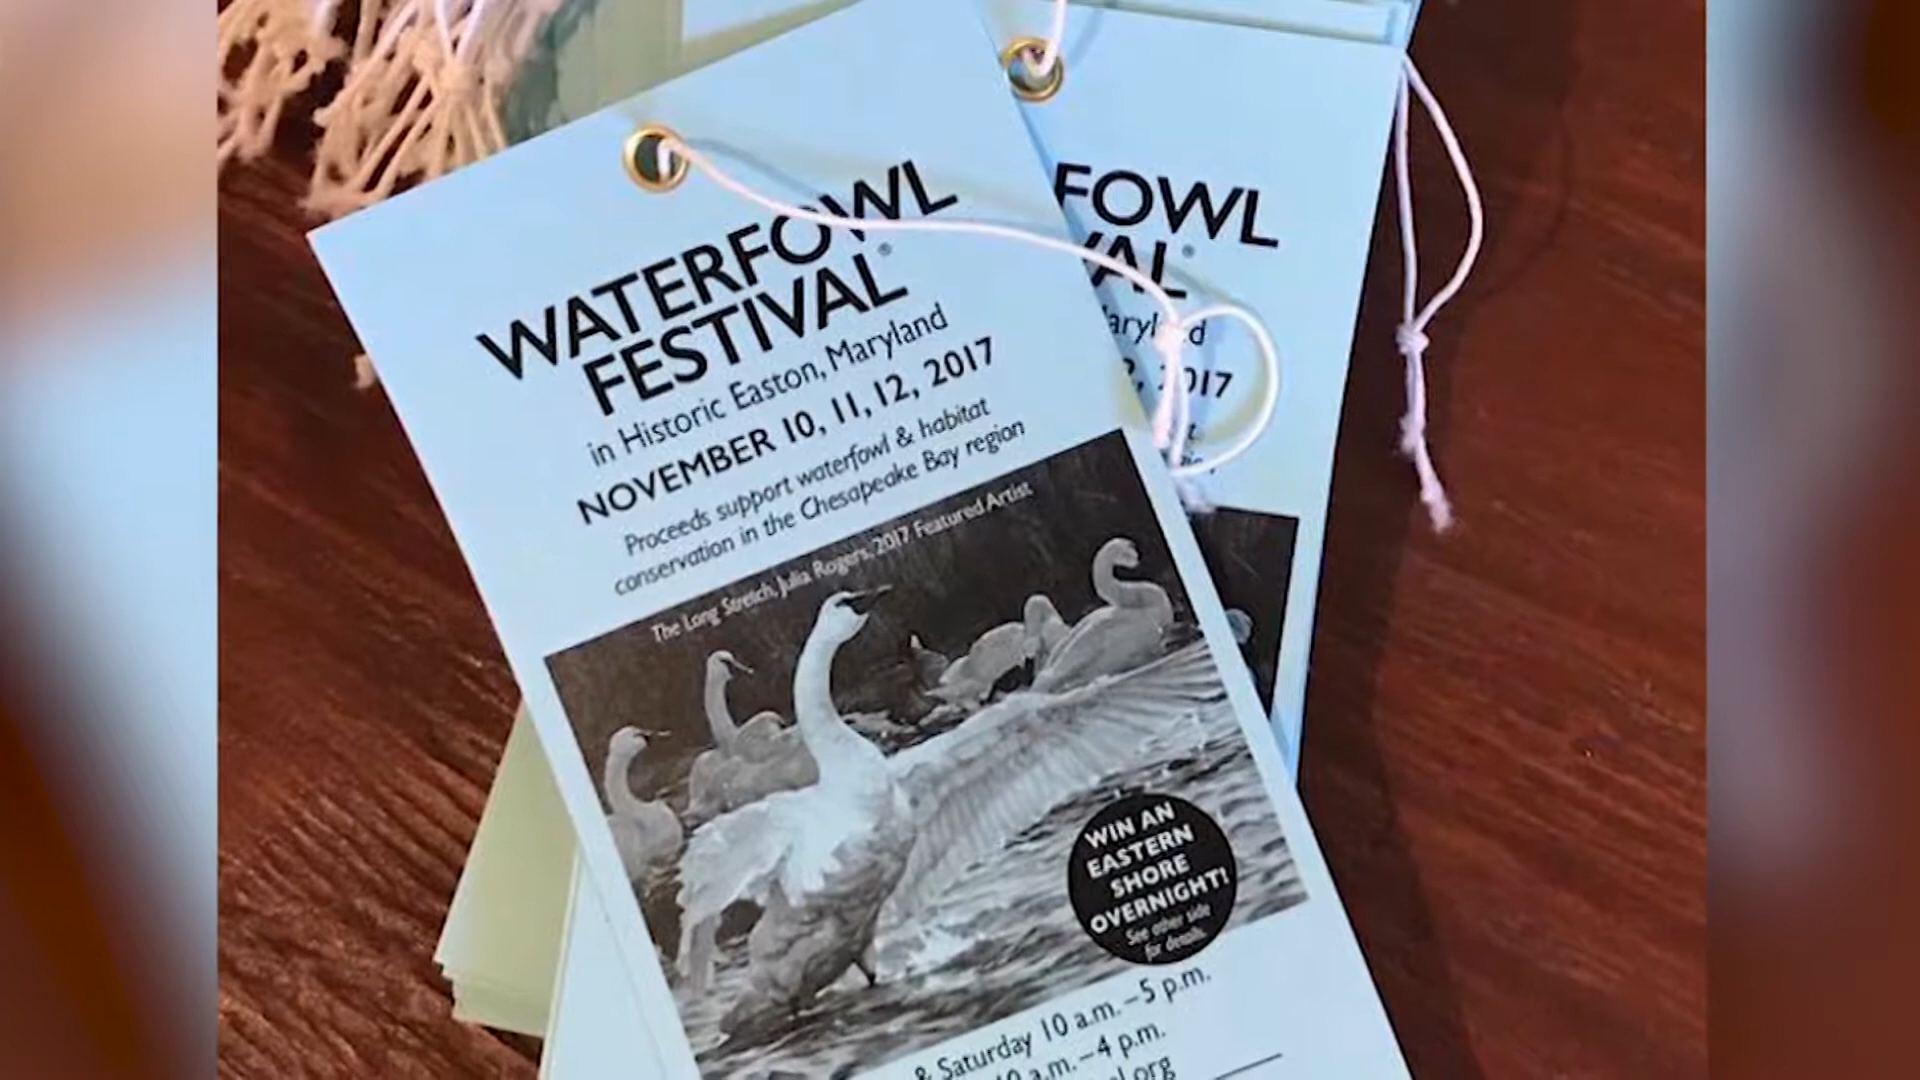 WATERFOWL
FESTIVAL®
in Historic Easton, Maryland
NOVEMBER 10, 11, 12, 2017
Proceeds support waterfowl & habitat
conservation in the Chesapeake Bay region
The Long Stretch, Julia Rogers, 2017 Featured Artist
WIN AN
EASTERN
SHORE
OVERNIGHT!
See other side
for details.
& Saturday 10 a.m.–5 p.m.
10 a.m.–4 p.m.
FOWL
VAL®
aryland
2, 2017